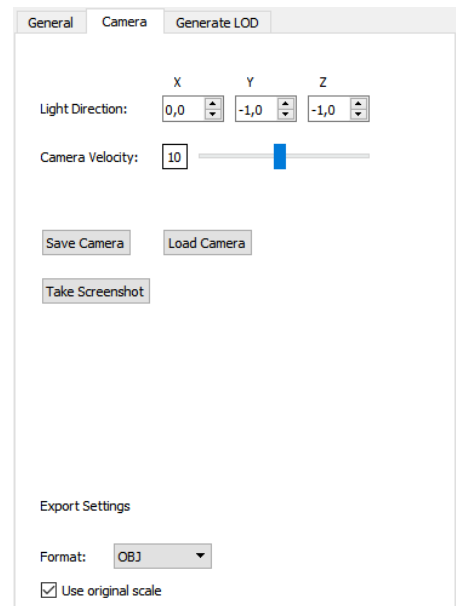 General Camera Generate LOD
X Y Z
Light Direction: 0,0 -1,0 -1,0
Camera Velocity: 10
Save Camera Load Camera
Take Screenshot
Export Settings
Format: OBJ
Use original scale